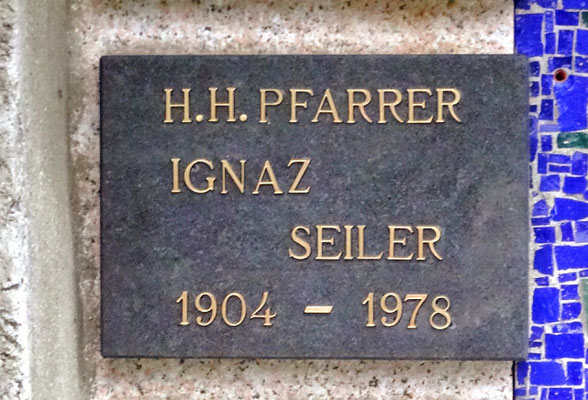 H.H. PFARRER
IGNAZ
SEILER
1904 – 1978